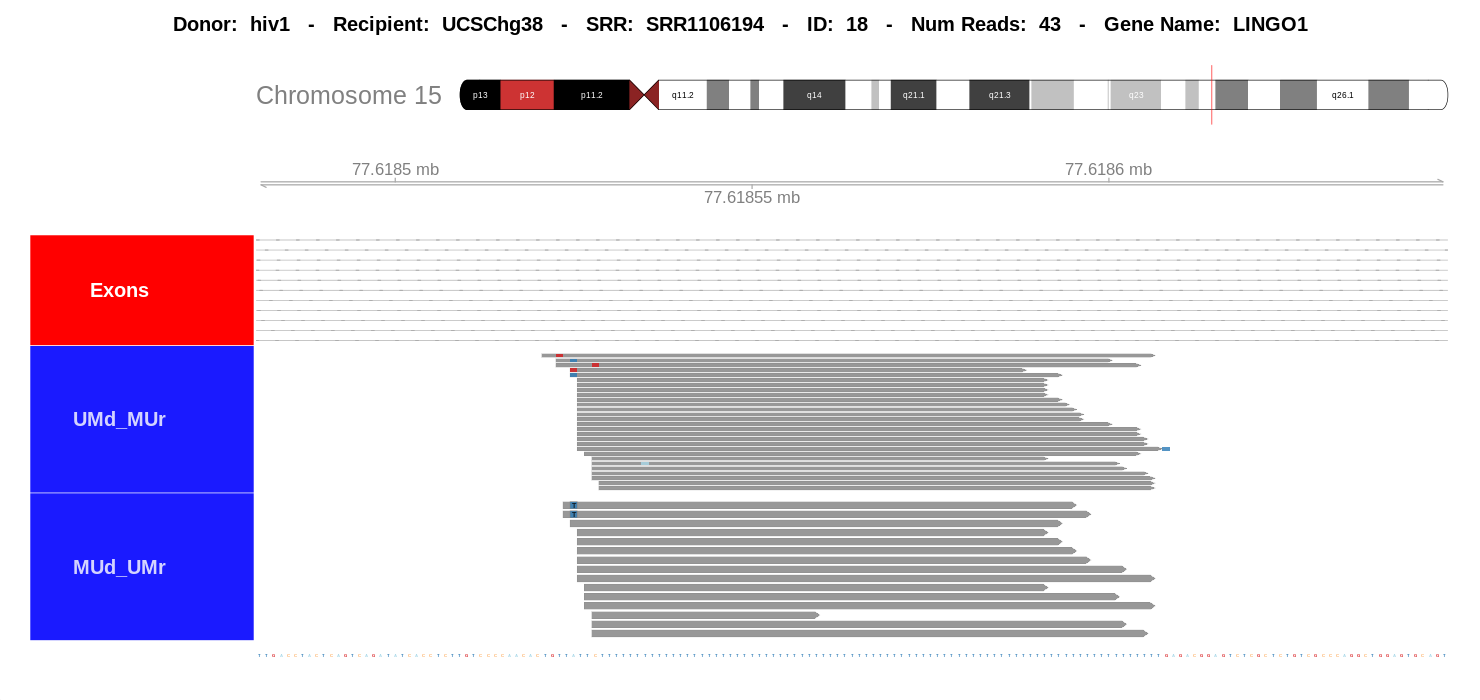 Donor: hiv1 - Recipient: UCSChg38 - SRR: SRR1106194 - ID: 18 - Num Reads: 43 - Gene Name: LINGO1
Chromosome 15
p13 p12 p11.2 q11.2 q14 q21.1 q21.3 q23 q26.1
77.6185 mb 77.6186 mb
77.61855 mb
Exons
UMd_MUr
T
T
MUd_UMr